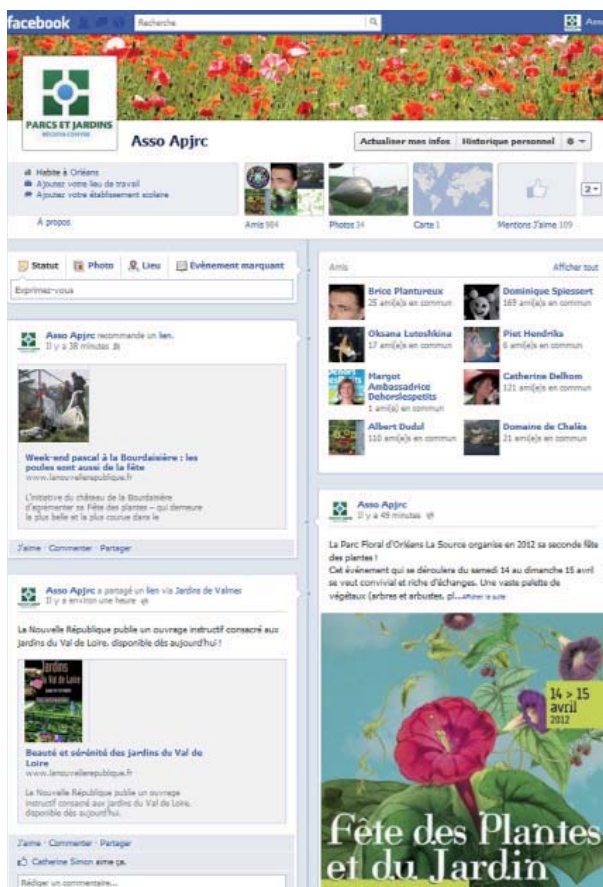 facebook
Recherche
Asso
PARCS ET JARDINS
RÉGION CENTRE
Asso Apjrc
Actualiser mes infos
Historique personnel
Habite à Orléans
Ajoutez votre lieu de travail
Ajoutez votre établissement scolaire
À propos
Amis 984
Photos 34
Carte 1
Mentions J'aime 109
2
Statut
Photo
Lieu
Évènement marquant
Exprimez-vous
Asso Apjrc recommande un lien.
Il y a 38 minutes
Week-end pascal à la Bourdaisière : les
poules sont aussi de la fête
www.lanouvellerepublique.fr
L'initiative du château de la Bourdaisière
d'agrémenter sa Fête des plantes – qui demeure
la plus belle et la plus courue dans le
J'aime · Commenter · Partager
Asso Apjrc a partagé un lien via Jardins de Valmes
Il y a environ une heure
La Nouvelle République publie un ouvrage instructif consacré aux
jardins du Val de Loire, disponible dès aujourd'hui !
Jardins
du Val de Loire
Beauté et sérénité des jardins du Val de
Loire
www.lanouvellerepublique.fr
La Nouvelle République publie un ouvrage
instructif consacré aux jardins du Val de Loire,
disponible dès aujourd'hui.
J'aime · Commenter · Partager
Catherine Simon aime ça.
Rédiger un commentaire...
Amis
Afficher tout
Brice Plantureux
25 ami(e)s en commun
Dominique Spiessert
169 ami(e)s en commun
Oksana Lutoshkina
17 ami(e)s en commun
Piet Hendriks
6 ami(e)s en commun
Margot
Ambassadrice
Dehorslespetits
1 ami(e) en commun
Catherine Delhom
121 ami(e)s en commun
Albert Dudal
110 ami(e)s en commun
Domaine de Chalès
21 ami(e)s en commun
Asso Apjrc
Il y a 49 minutes
Le Parc Floral d'Orléans La Source organise en 2012 sa seconde fête
des plantes !
Cet événement qui se déroulera du samedi 14 au dimanche 15 avril
se veut convivial et riche d'échanges. Une vaste palette de
végétaux (arbres et arbustes, pl...Afficher la suite
14 > 15
avril
2012
Fête des Plantes
et du Jardin